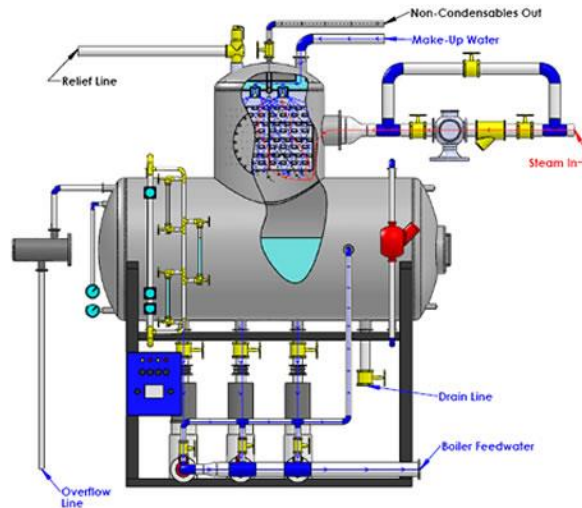 Non-Condensables Out
Make-Up Water
Relief Line
Steam In
Drain Line
Boiler Feedwater
Overflow
Line